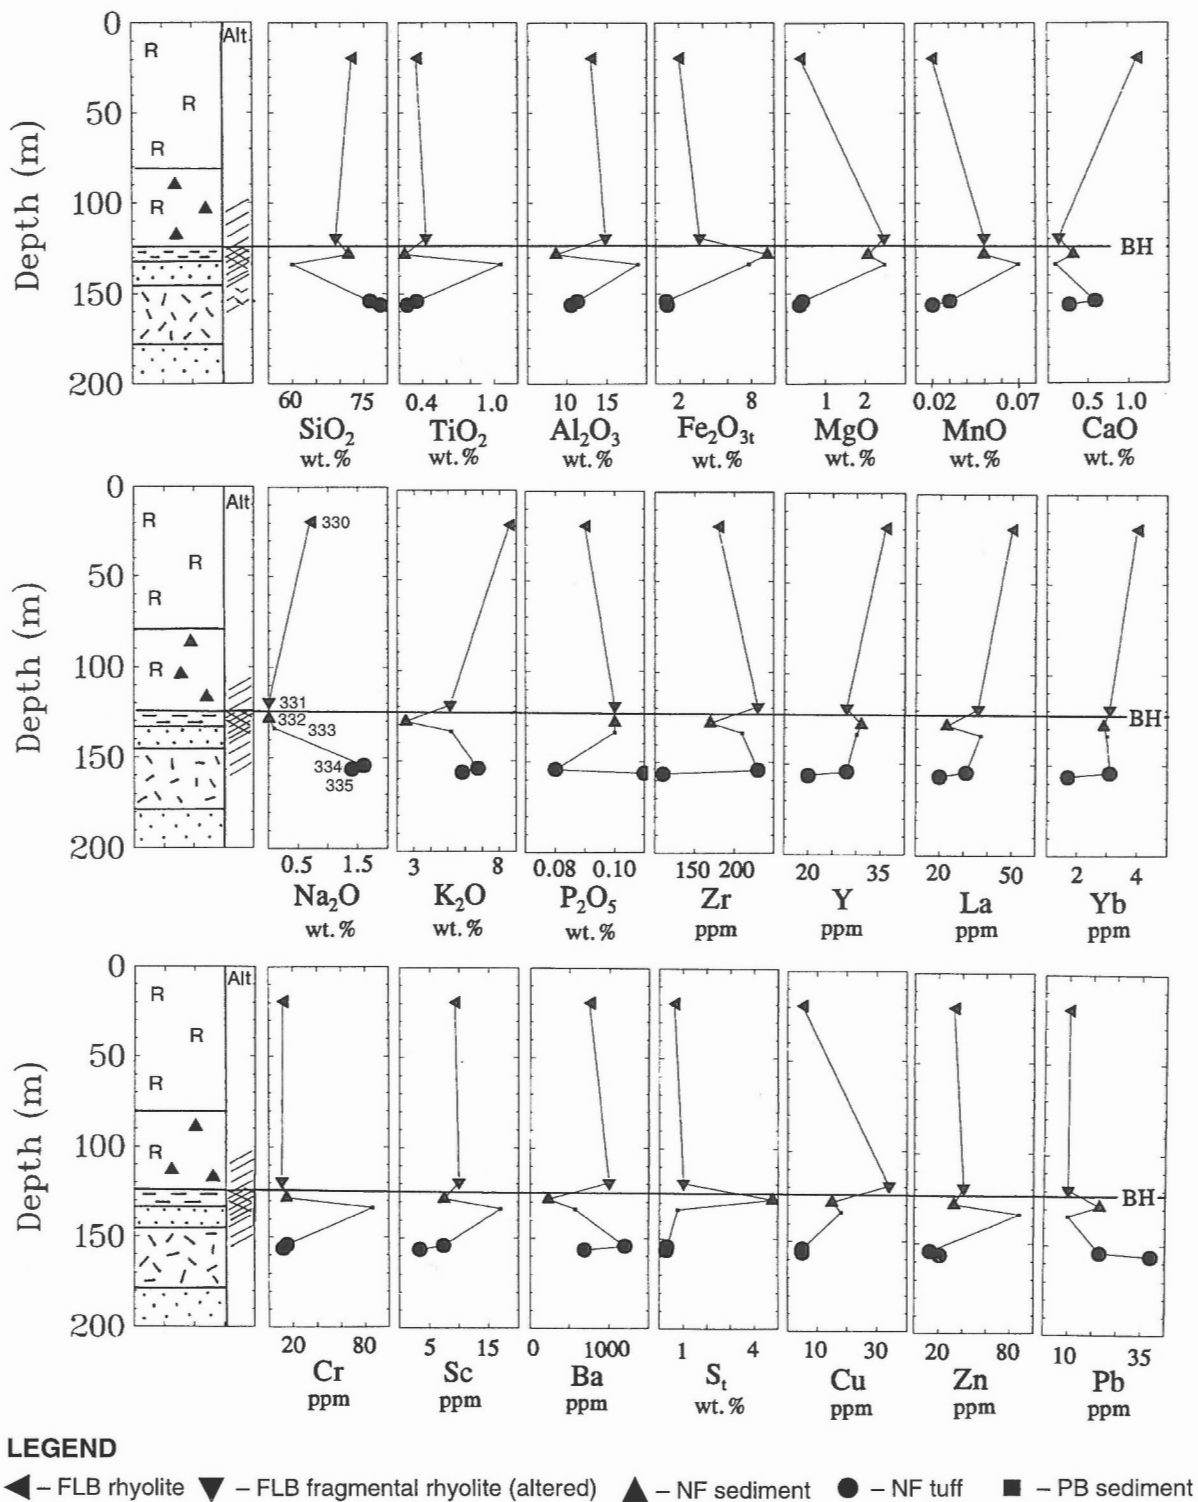 0
Alt.
R
R
50
R
100
R
BH
150
200
Depth (m)
60 75
0.4 1.0
10 15
2 8
1 2
0.02 0.07
0.5 1.0
SiO₂ TiO₂ Al₂O₃ Fe₂O₃t MgO MnO CaO
wt.% wt.% wt.% wt.% wt.% wt.% wt.%
0
Alt.
R
330
R
50
R
100
R
331
332
BH
333
150
334
335
200
Depth (m)
0.5 1.5
3 8
0.08 0.10
150 200
20 35
20 50
2 4
Na₂O K₂O P₂O₅ Zr Y La Yb
wt.% wt.% wt.% ppm ppm ppm ppm
0
Alt.
R
R
50
R
100
R
BH
150
200
Depth (m)
20 80
5 15
0 1000
1 4
10 30
20 80
10 35
Cr Sc Ba Sₜ Cu Zn Pb
ppm ppm ppm wt.% ppm ppm ppm
LEGEND
– FLB rhyolite – FLB fragmental rhyolite (altered) – NF sediment – NF tuff – PB sediment